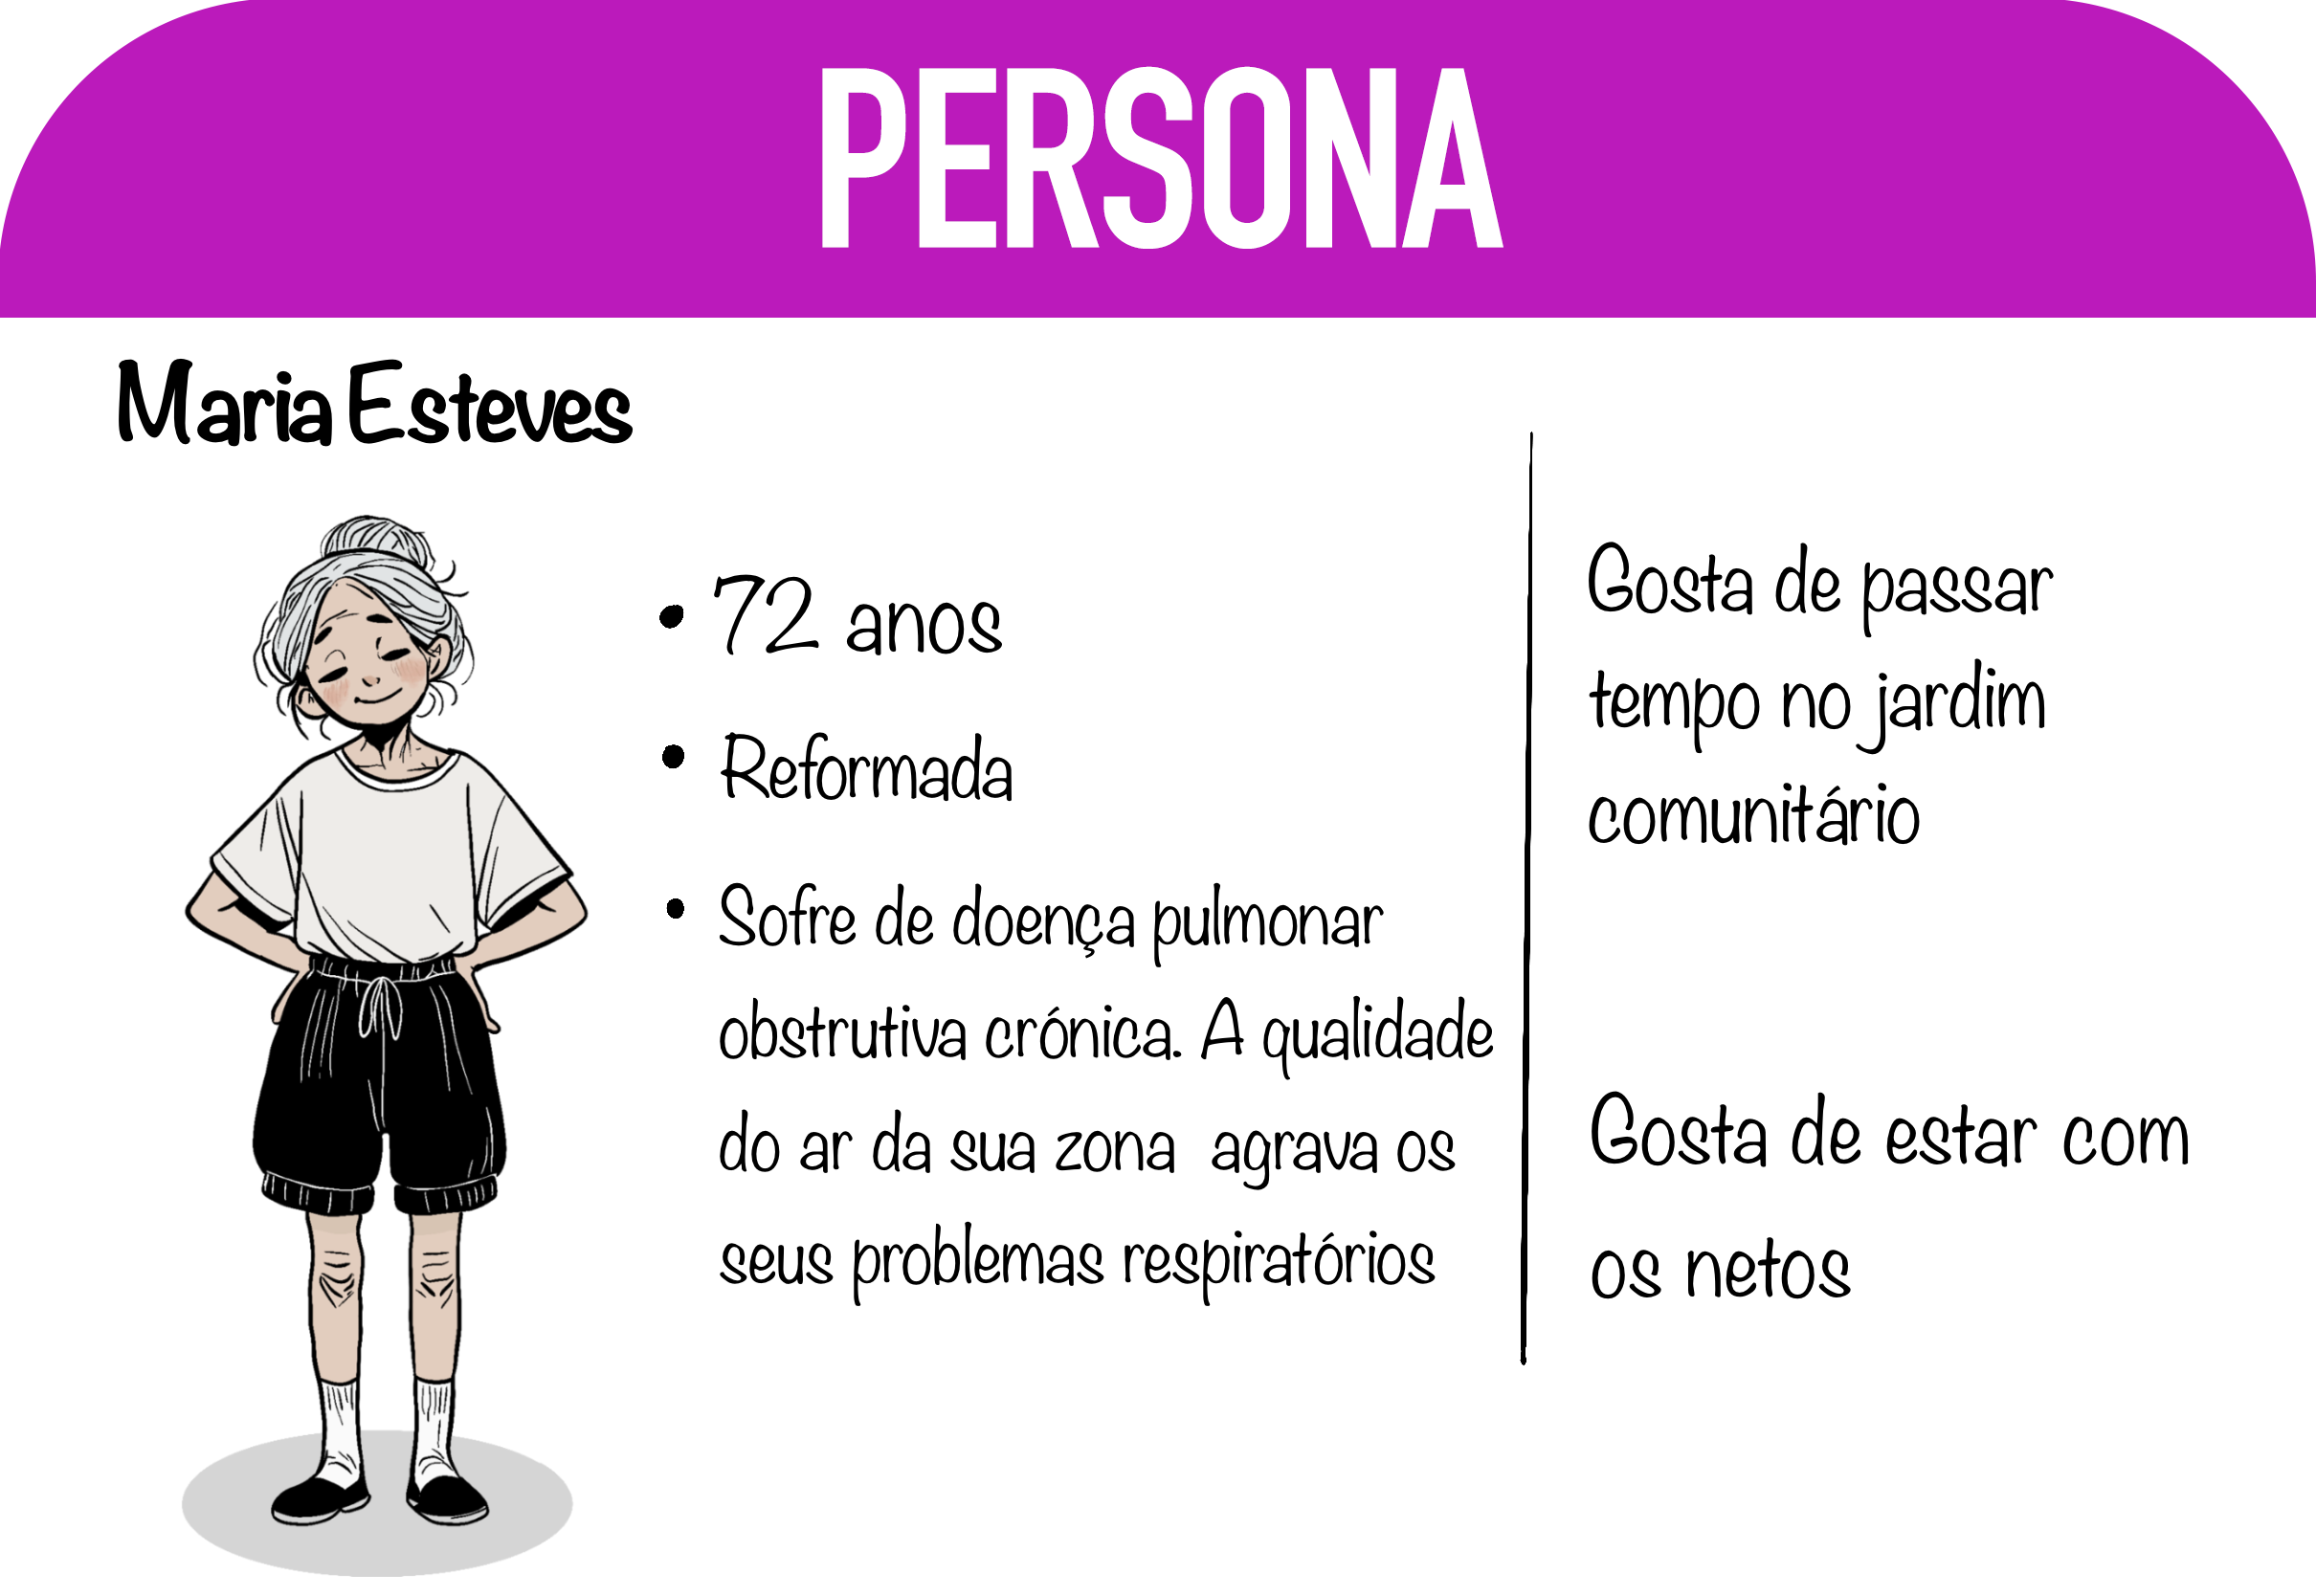 PERSONA
Maria Esteves
• 72 anos
• Reformada
• Sofre de doença pulmonar
obstrutiva crónica. A qualidade
do ar da sua zona agrava os
seus problemas respiratórios
Gosta de passar
tempo no jardim
comunitário
Gosta de estar com
os netos